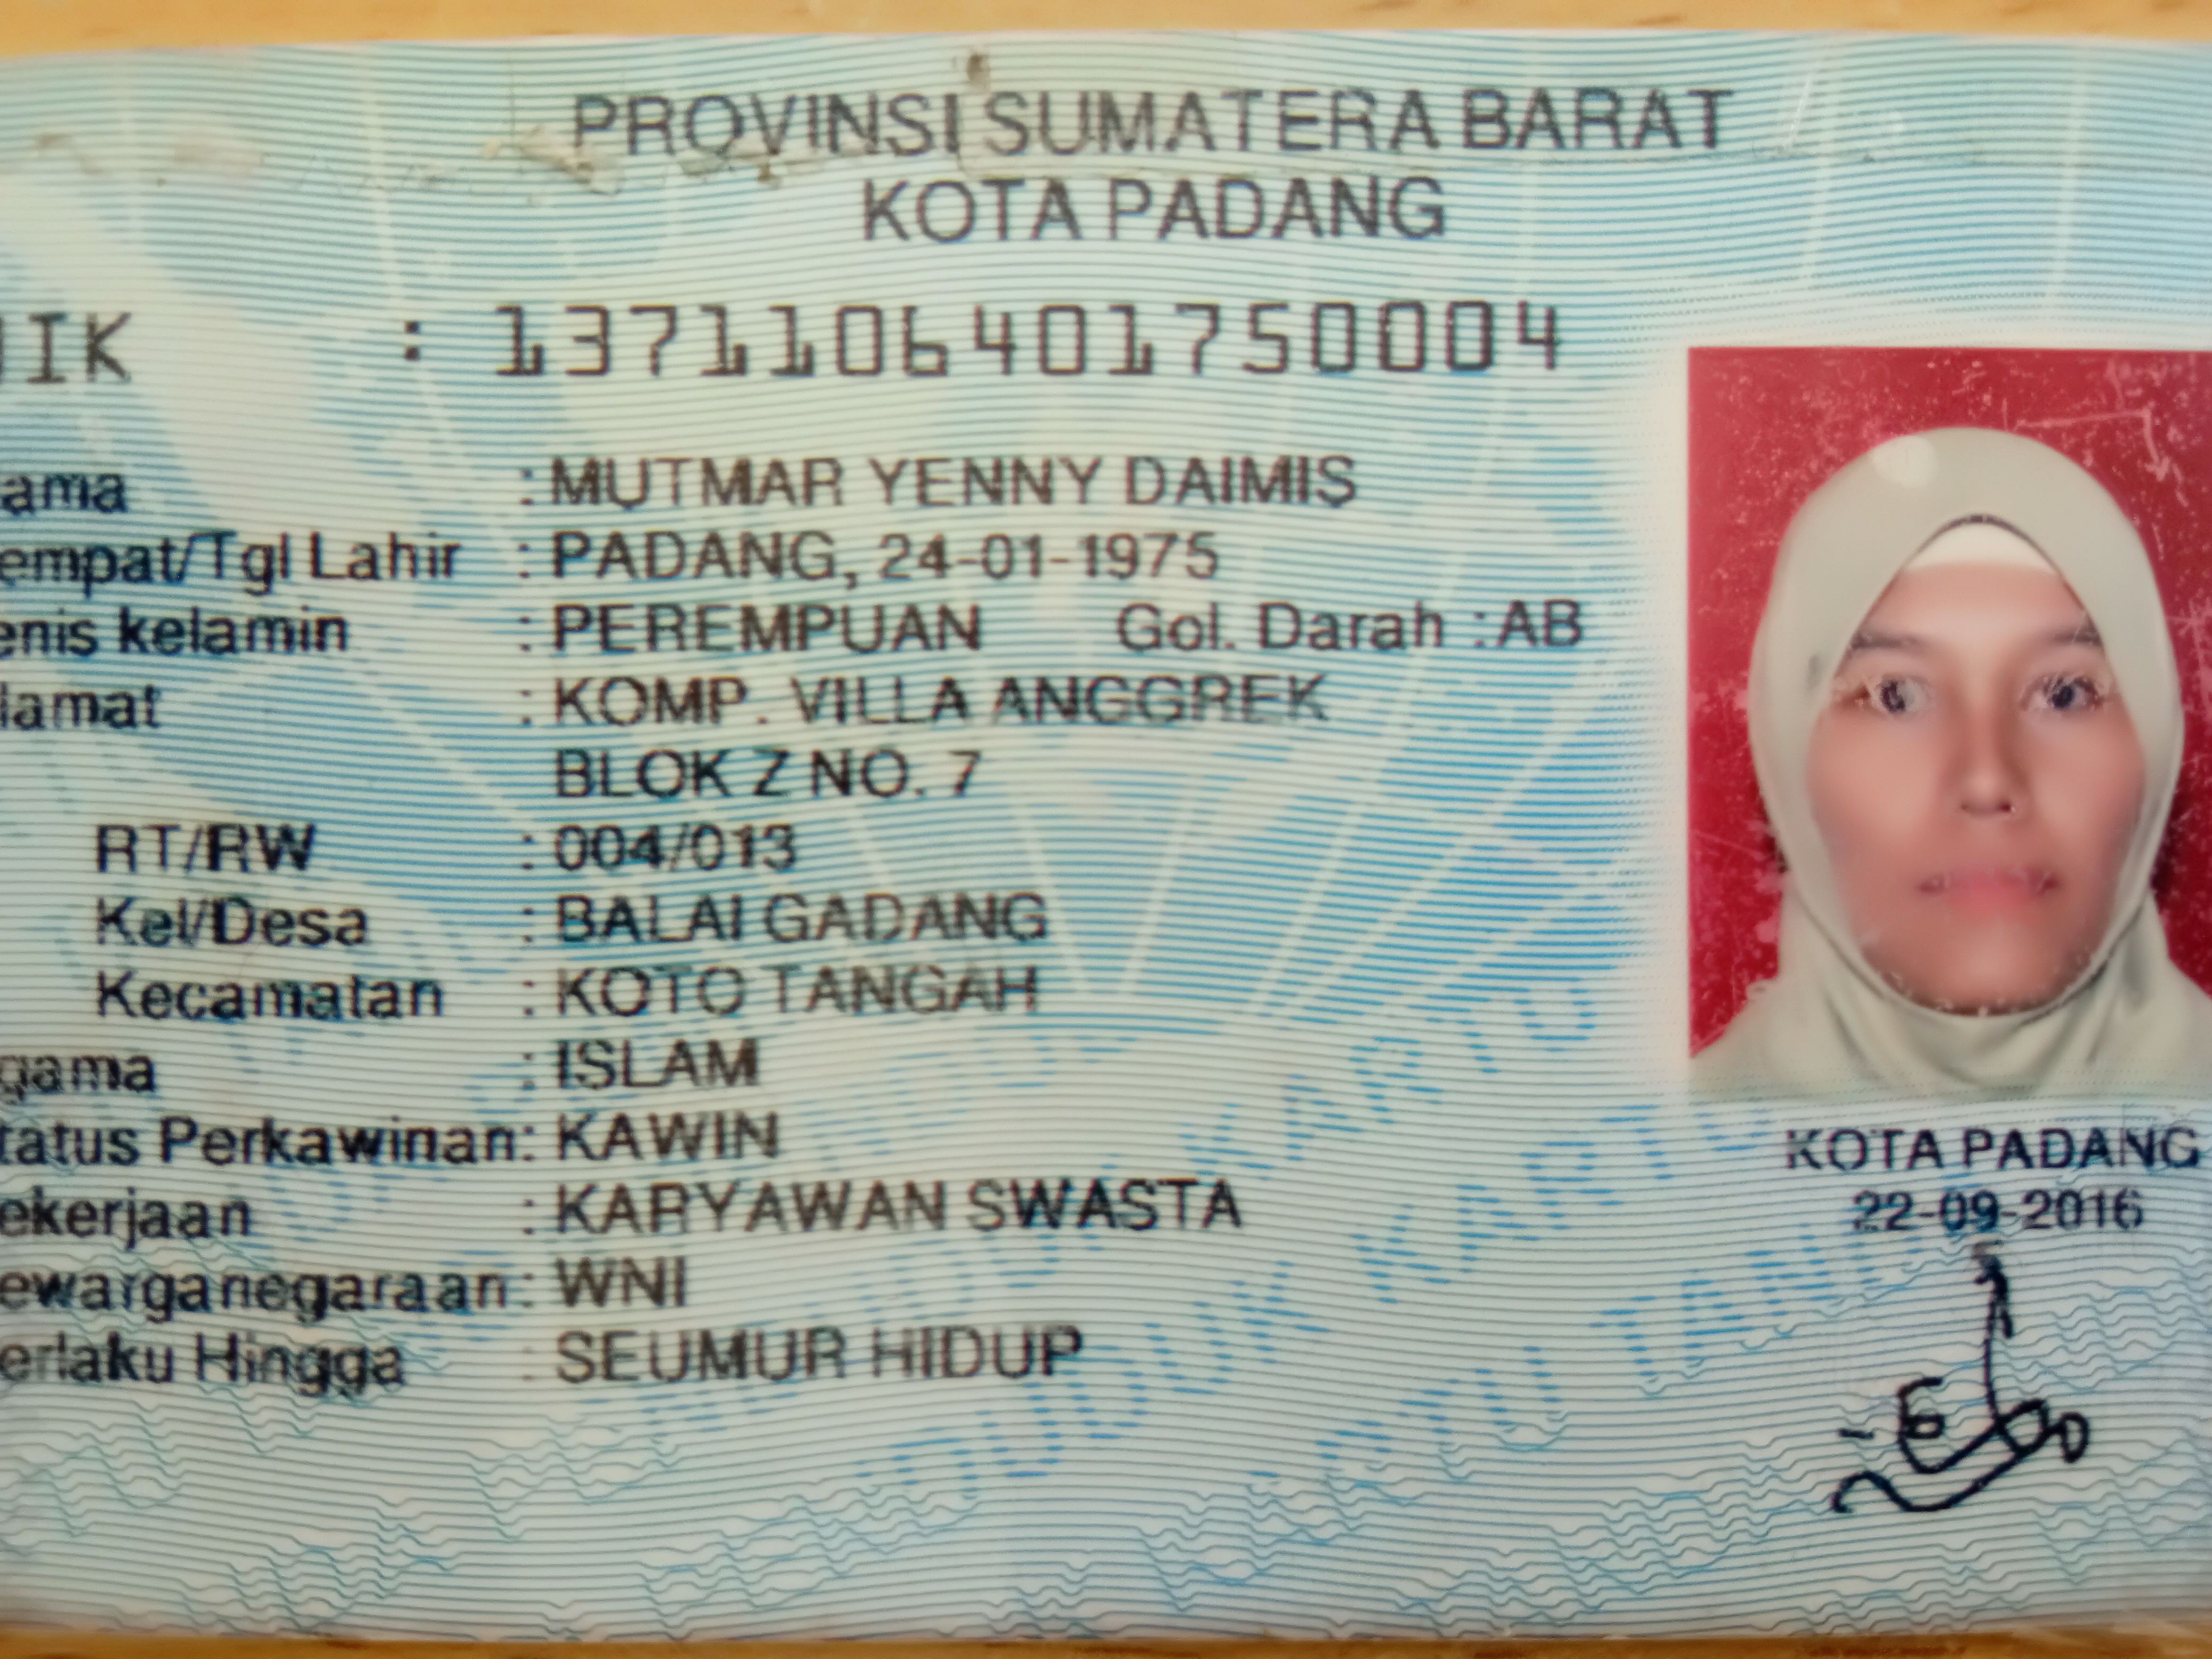 PROVINSI SUMATERA BARAT
KOTA PADANG
NIK : 1371106401750004
ama : MUTMAR YENNY DAIMIS
empat/Tgl Lahir : PADANG, 24-01-1975
enis kelamin : PEREMPUAN Gol. Darah : AB
lamat : KOMP. VILLA ANGGREK
BLOK Z NO. 7
RT/RW : 004/013
Kel/Desa : BALAI GADANG
Kecamatan : KOTO TANGAH
gama : ISLAM
tatus Perkawinan: KAWIN
ekerjaan : KARYAWAN SWASTA
ewarganegaraan : WNI
erlaku Hingga : SEUMUR HIDUP
KOTA PADANG
22-09-2016